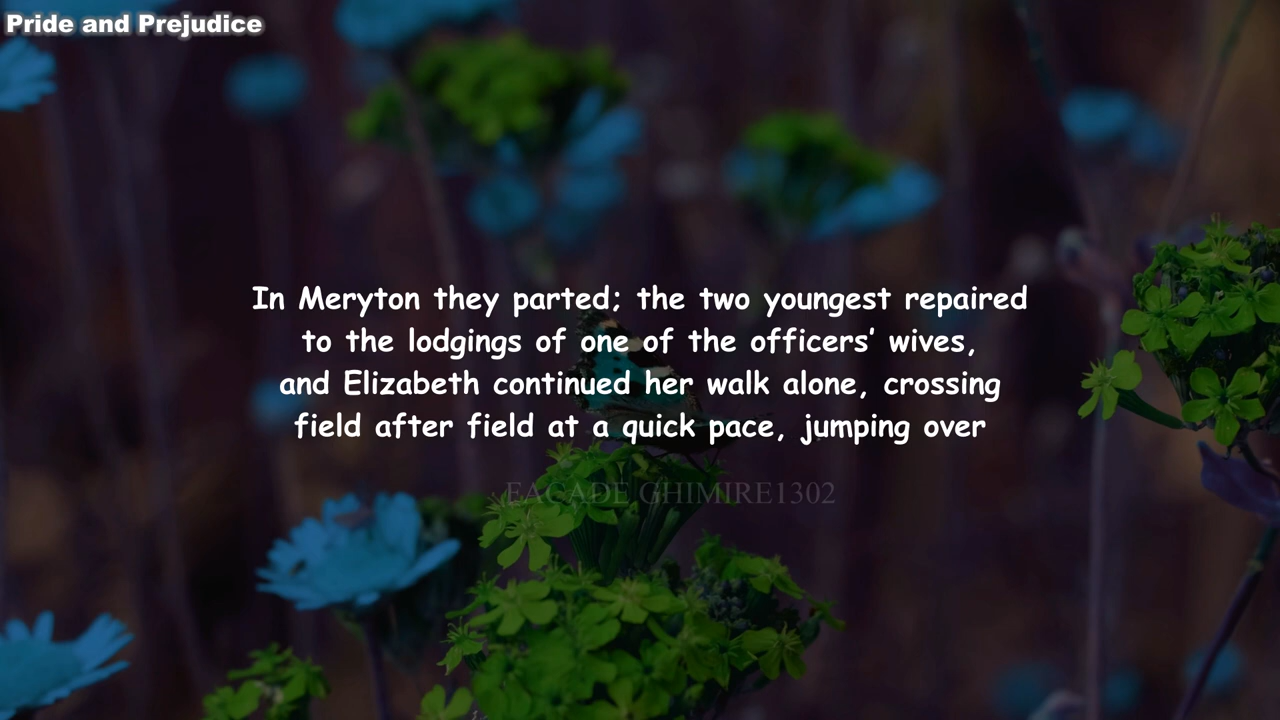 Pride and Prejudice
In Meryton they parted; the two youngest repaired
to the lodgings of one of the officers’ wives,
and Elizabeth continued her walk alone, crossing
field after field at a quick pace, jumping over
FACADE GHIMIRE1302